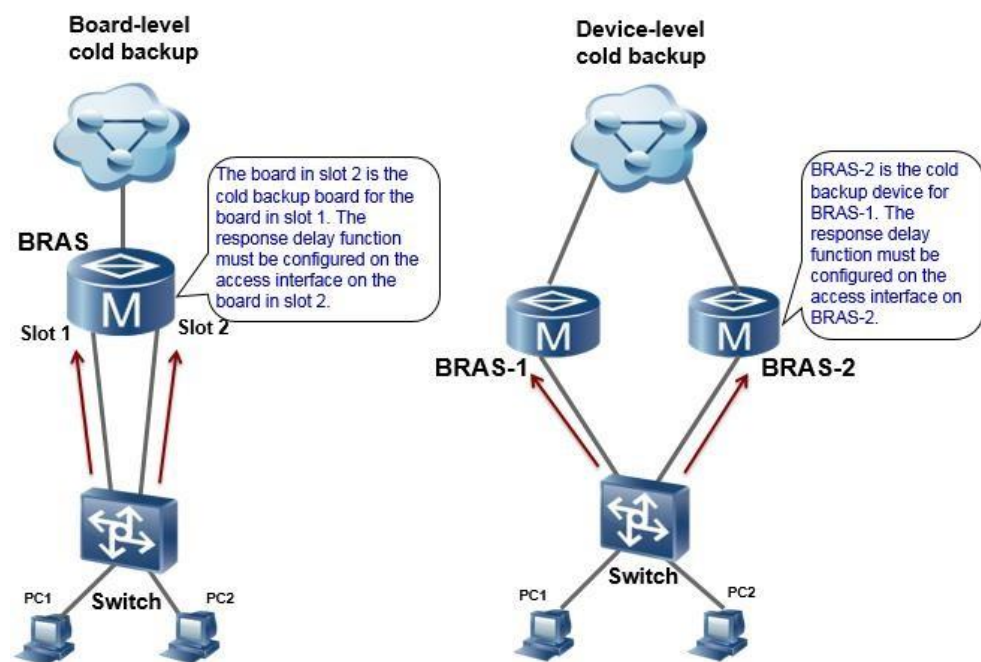 Board-level
cold backup
The board in slot 2 is the
cold backup board for the
board in slot 1. The
response delay function
must be configured on the
access interface on the
board in slot 2.
BRAS
M
Slot 1
Slot 2
PC1
Switch
PC2
Device-level
cold backup
BRAS-2 is the cold
backup device for
BRAS-1. The
response delay
function must be
configured on the
access interface on
BRAS-2.
M
M
BRAS-1
BRAS-2
Switch
PC1
PC2